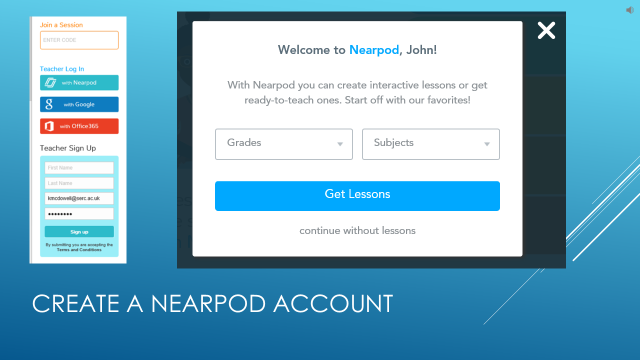 Join a Session
ENTER CODE
Teacher Log In
with Nearpod
with Google
with Office365
Teacher Sign Up
First Name
Last Name
kmcdowell@serc.ac.uk
••••••••
Sign up
By submitting you are accepting the
Terms and Conditions
Welcome to Nearpod, John!
With Nearpod you can create interactive lessons or get
ready-to-teach ones. Start off with our favorites!
Grades
Subjects
Get Lessons
continue without lessons
CREATE A NEARPOD ACCOUNT